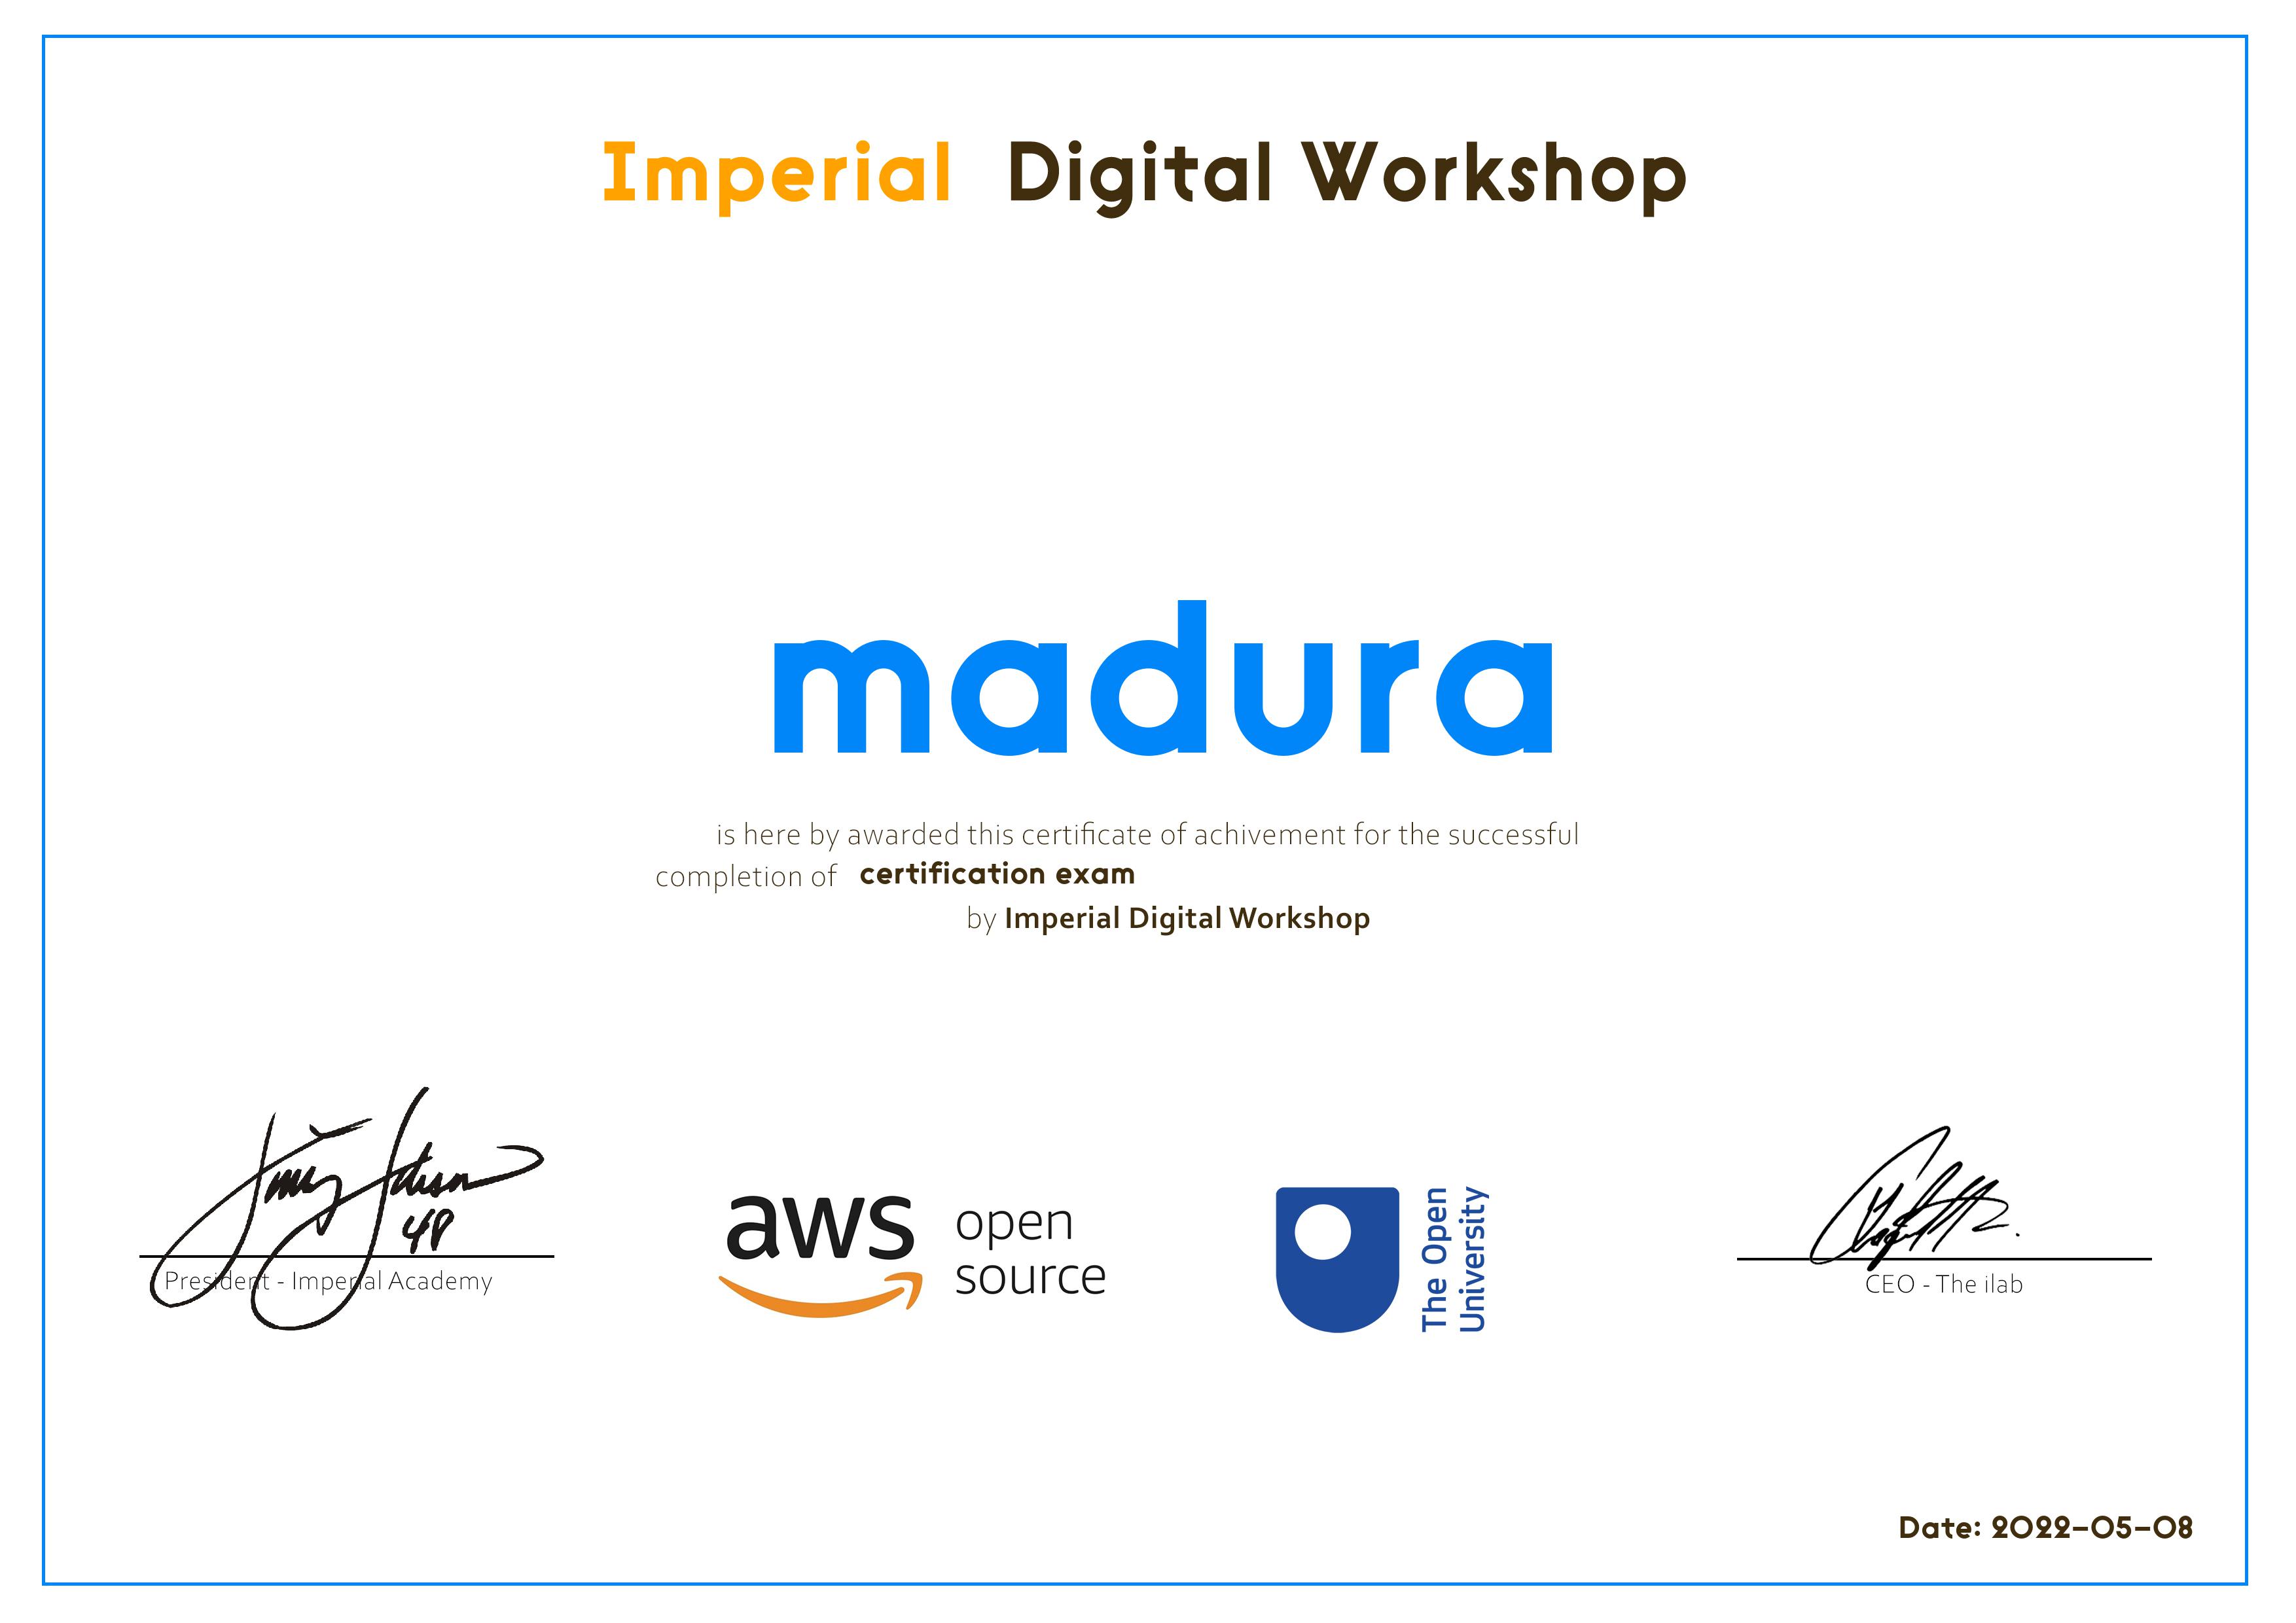 Imperial Digital Workshop
madura
is here by awarded this certificate of achivement for the successful
completion of certification exam
by Imperial Digital Workshop
48
President - Imperial Academy
aws open
source
The Open
University
CEO - The ilab
Date: 2022-05-08